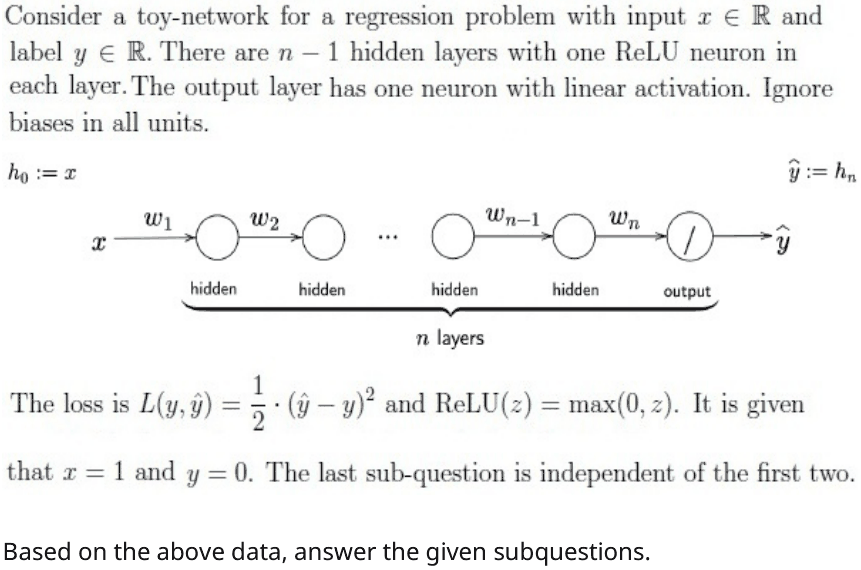 Consider a toy-network for a regression problem with input x ∈ ℝ and
label y ∈ ℝ. There are n − 1 hidden layers with one ReLU neuron in
each layer. The output layer has one neuron with linear activation. Ignore
biases in all units.
h₀ := x ŷ := hₙ
x w₁ w₂ ... wₙ₋₁ wₙ ŷ
hidden hidden hidden hidden output
n layers
The loss is L(y, ŷ) = 1/2 · (ŷ − y)² and ReLU(z) = max(0, z). It is given
that x = 1 and y = 0. The last sub-question is independent of the first two.
Based on the above data, answer the given subquestions.